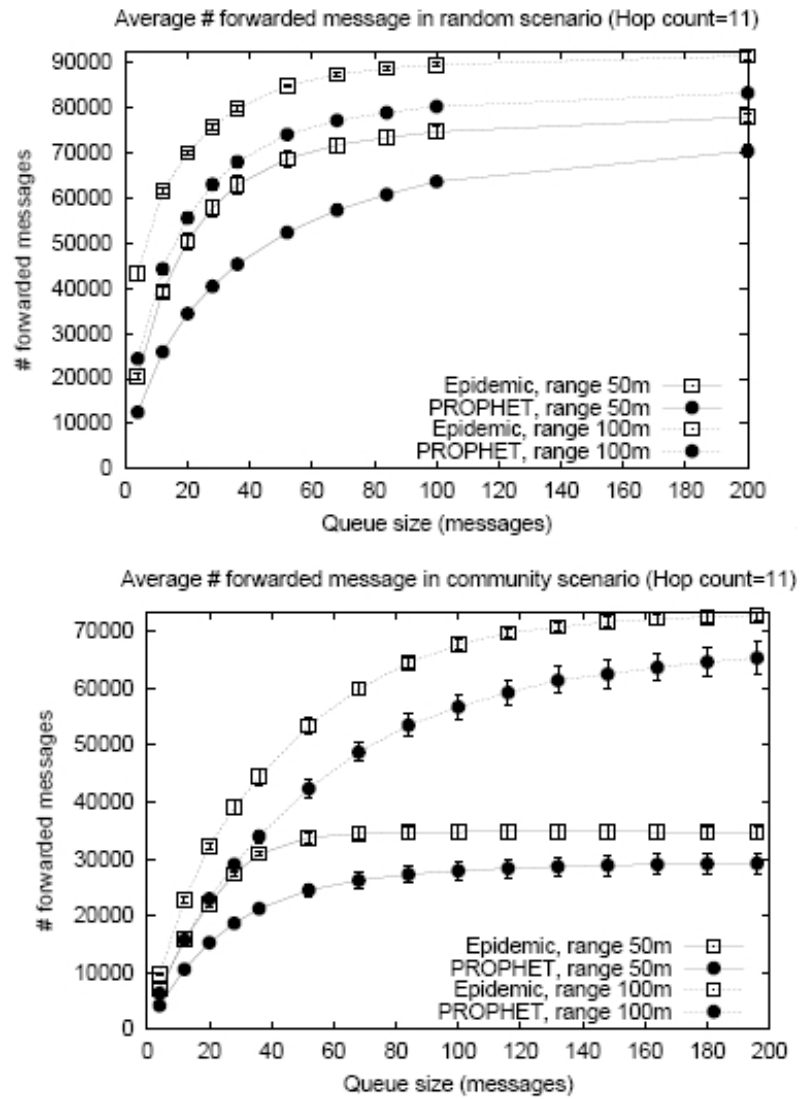 Average # forwarded message in random scenario (Hop count=11)
90000
80000
70000
60000
50000
40000
30000
20000
10000
0
# forwarded messages
Epidemic, range 50m
PROPHET, range 50m
Epidemic, range 100m
PROPHET, range 100m
0 20 40 60 80 100 120 140 160 180 200
Queue size (messages)
Average # forwarded message in community scenario (Hop count=11)
70000
60000
50000
40000
30000
20000
10000
0
# forwarded messages
Epidemic, range 50m
PROPHET, range 50m
Epidemic, range 100m
PROPHET, range 100m
0 20 40 60 80 100 120 140 160 180 200
Queue size (messages)